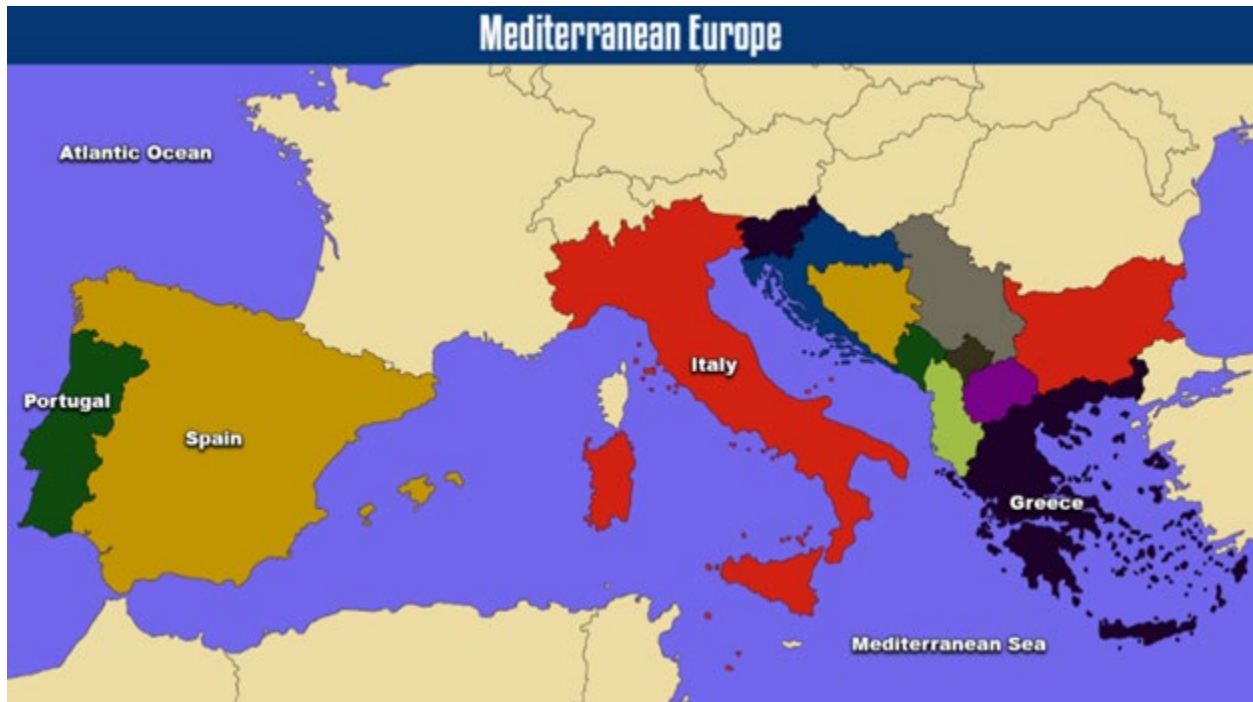 Mediterranean Europe
Atlantic Ocean
Italy
Portugal
Spain
Greece
Mediterranean Sea